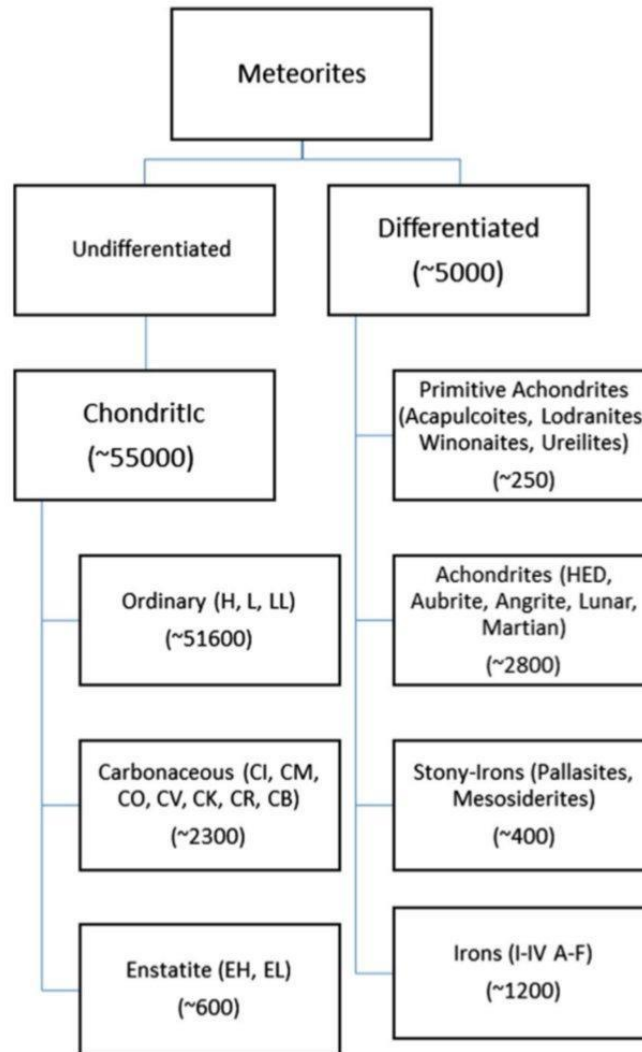 Meteorites
Undifferentiated
Differentiated
(~5000)
ChondritIc
(~55000)
Ordinary (H, L, LL)
(~51600)
Carbonaceous (CI, CM,
CO, CV, CK, CR, CB)
(~2300)
Enstatite (EH, EL)
(~600)
Primitive Achondrites
(Acapulcoites, Lodranites
Winonaites, Ureilites)
(~250)
Achondrites (HED,
Aubrite, Angrite, Lunar,
Martian)
(~2800)
Stony-Irons (Pallasites,
Mesosiderites)
(~400)
Irons (I-IV A-F)
(~1200)